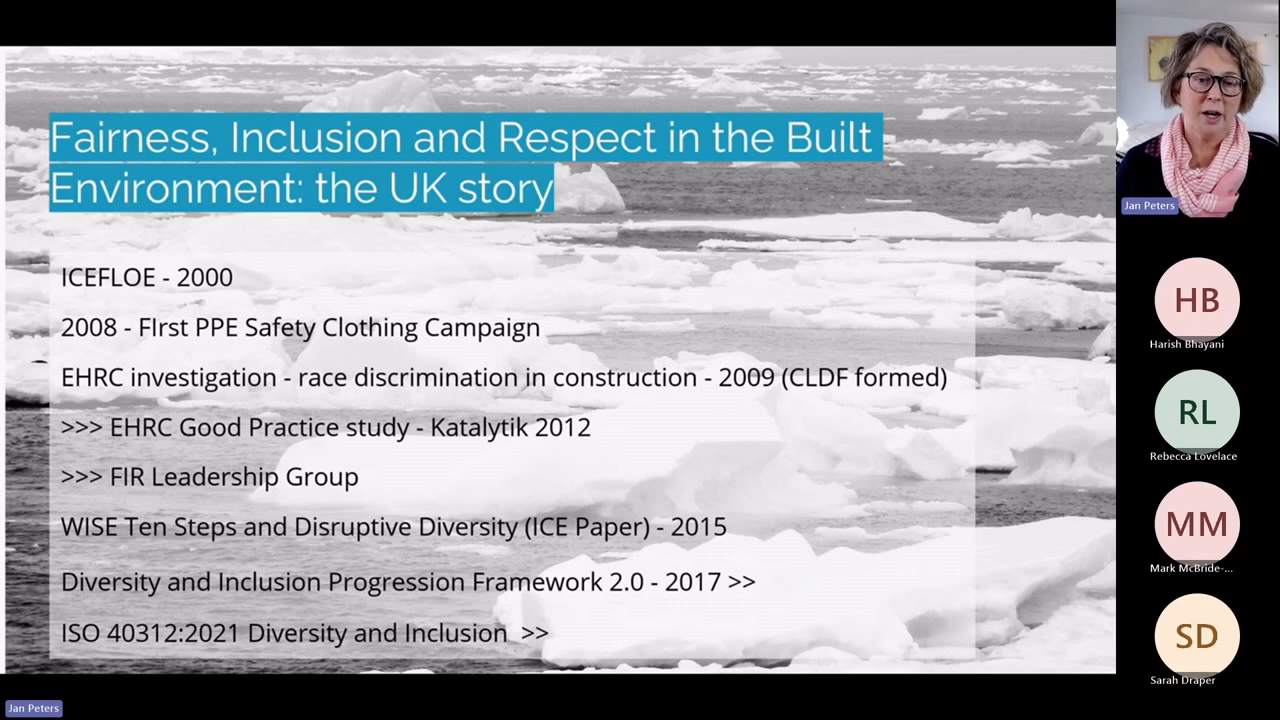 Fairness, Inclusion and Respect in the Built
Environment: the UK story
ICEFLOE - 2000
2008 - FIrst PPE Safety Clothing Campaign
EHRC investigation - race discrimination in construction - 2009 (CLDF formed)
>>> EHRC Good Practice study - Katalytik 2012
>>> FIR Leadership Group
WISE Ten Steps and Disruptive Diversity (ICE Paper) - 2015
Diversity and Inclusion Progression Framework 2.0 - 2017 >>
ISO 40312:2021 Diversity and Inclusion >>
Jan Peters
Jan Peters
HB
Harish Bhayani
RL
Rebecca Lovelace
MM
Mark McBride-...
SD
Sarah Draper